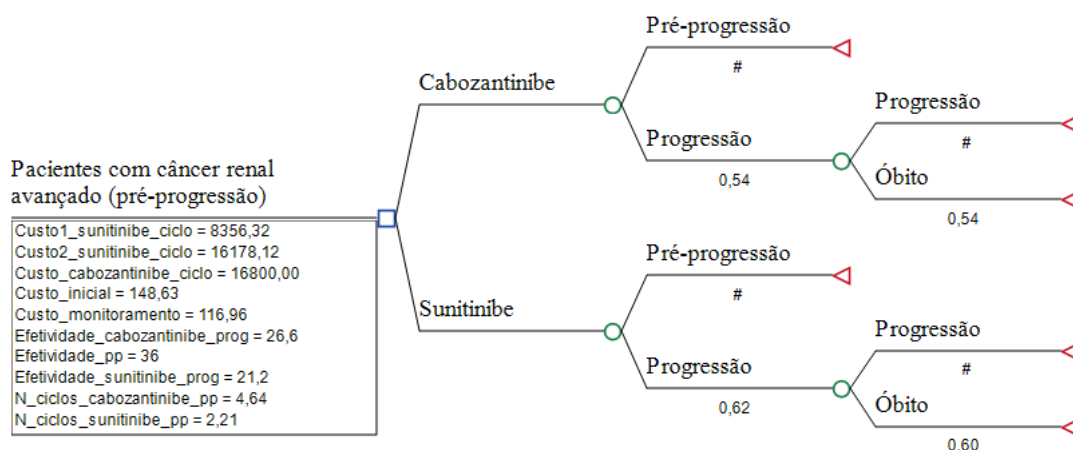 Pré-progressão
#
Cabozantinibe
Progressão
0,54
Progressão
#
Óbito
0,54
Pacientes com câncer renal
avançado (pré-progressão)
Custo1_sunitinibe_ciclo = 8356,32
Custo2_sunitinibe_ciclo = 16178,12
Custo_cabozantinibe_ciclo = 16800,00
Custo_inicial = 148,63
Custo_monitoramento = 116,96
Efetividade_cabozantinibe_prog = 26,6
Efetividade_pp = 36
Efetividade_sunitinibe_prog = 21,2
N_ciclos_cabozantinibe_pp = 4,64
N_ciclos_sunitinibe_pp = 2,21
Pré-progressão
#
Sunitinibe
Progressão
0,62
Progressão
#
Óbito
0,60